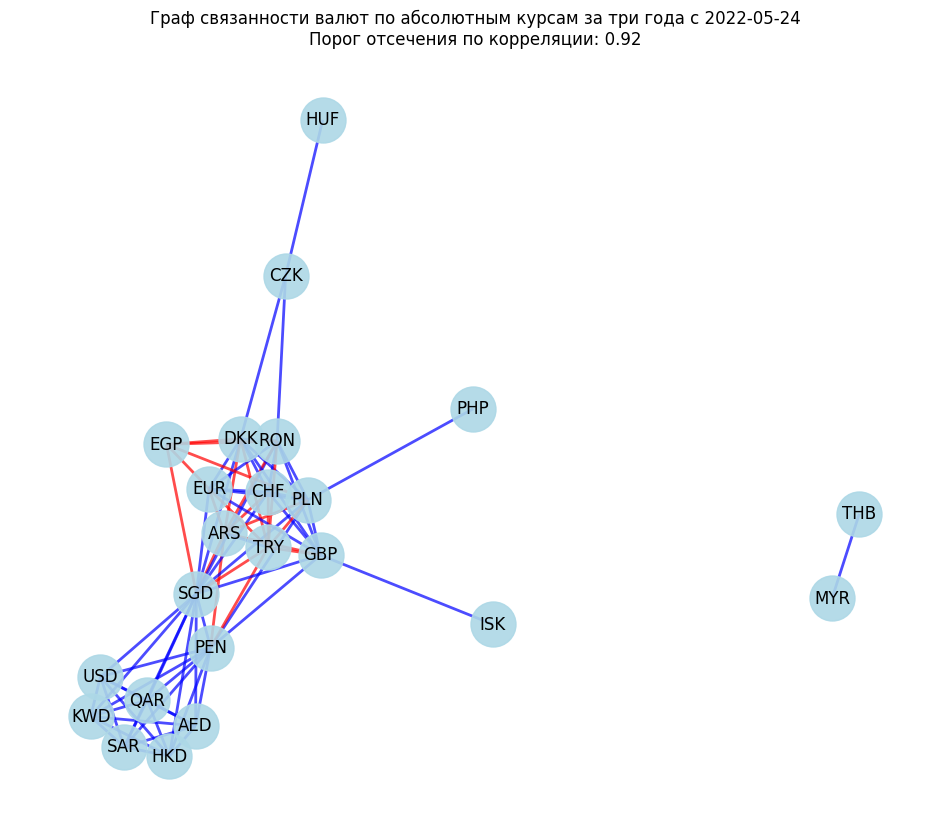 Граф связанности валют по абсолютным курсам за три года с 2022-05-24
Порог отсечения по корреляции: 0.92
HUF
CZK
PHP
EGP
DKK
RON
EUR
CHF
PLN
THB
ARS
TRY
GBP
SGD
MYR
ISK
PEN
USD
QAR
KWD
AED
SAR
HKD